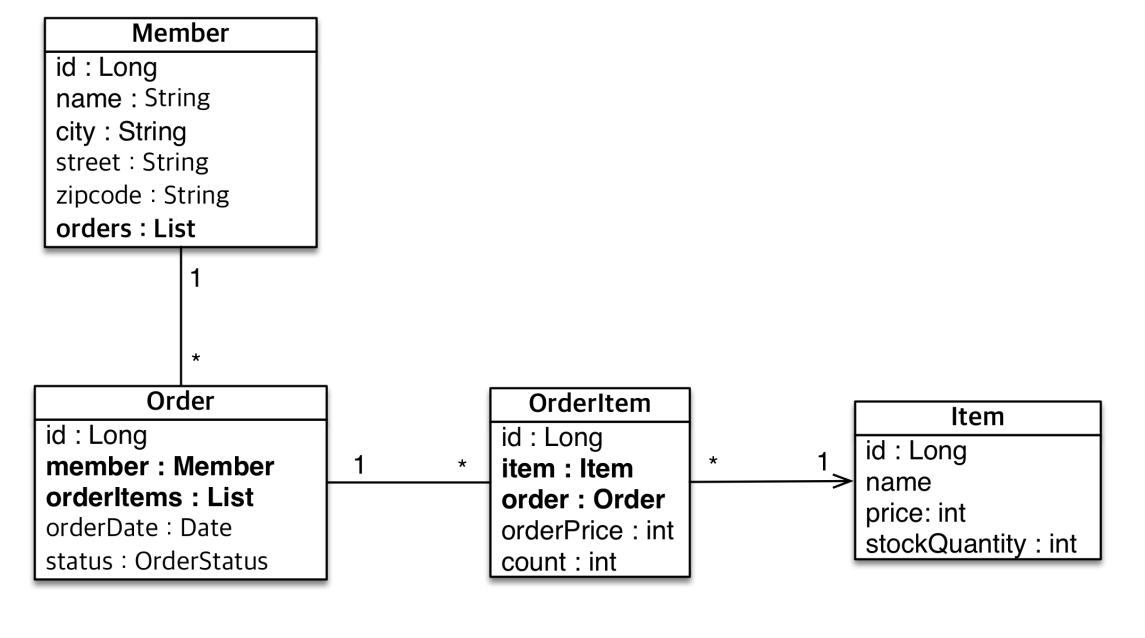 Member
id : Long
name : String
city : String
street : String
zipcode : String
orders : List
1
*
Order
id : Long
member : Member
orderItems : List
orderDate : Date
status : OrderStatus
1
*
OrderItem
id : Long
item : Item
order : Order
orderPrice : int
count : int
*
1
Item
id : Long
name
price: int
stockQuantity : int